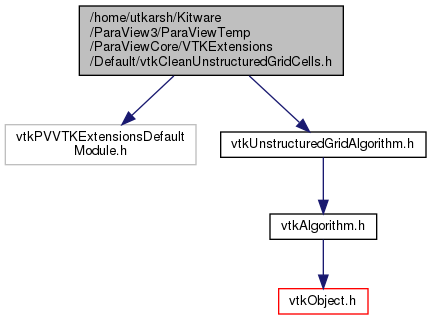 /home/utkarsh/Kitware
/ParaView3/ParaViewTemp
/ParaViewCore/VTKExtensions
/Default/vtkCleanUnstructuredGridCells.h
vtkPVVTKExtensionsDefault
Module.h
vtkUnstructuredGridAlgorithm.h
vtkAlgorithm.h
vtkObject.h